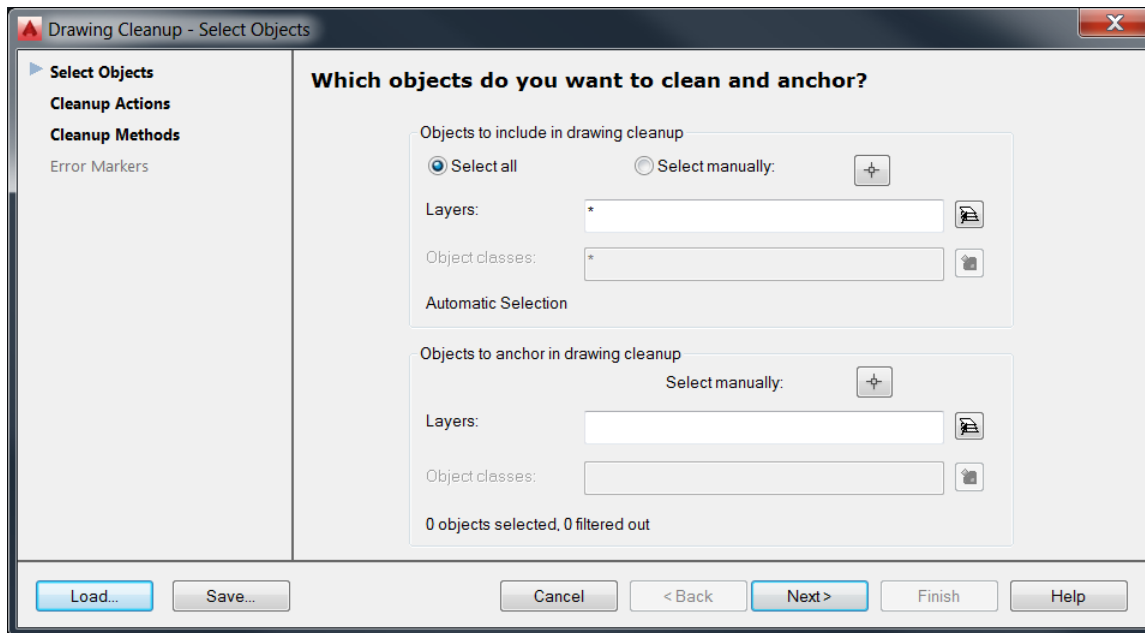 Drawing Cleanup - Select Objects
Select Objects
Cleanup Actions
Cleanup Methods
Error Markers
Which objects do you want to clean and anchor?
Objects to include in drawing cleanup
Select all Select manually:
Layers: *
Object classes: *
Automatic Selection
Objects to anchor in drawing cleanup
Select manually:
Layers:
Object classes:
0 objects selected, 0 filtered out
Load... Save... Cancel < Back Next > Finish Help